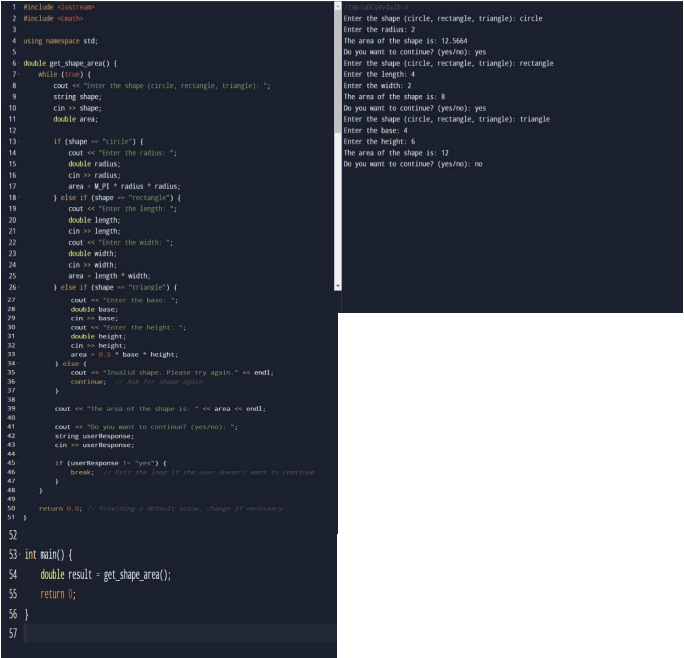 1 #include <iostream>
2 #include <cmath>
3
4 using namespace std;
5
6 double get_shape_area() {
7     while (true) {
8         cout << "Enter the shape (circle, rectangle, triangle): ";
9         string shape;
10         cin >> shape;
11         double area;
12
13         if (shape == "circle") {
14             cout << "Enter the radius: ";
15             double radius;
16             cin >> radius;
17             area = M_PI * radius * radius;
18         } else if (shape == "rectangle") {
19             cout << "Enter the length: ";
20             double length;
21             cin >> length;
22             cout << "Enter the width: ";
23             double width;
24             cin >> width;
25             area = length * width;
26         } else if (shape == "triangle") {
27             cout << "Enter the base: ";
28             double base;
29             cin >> base;
30             cout << "Enter the height: ";
31             double height;
32             cin >> height;
33             area = 0.5 * base * height;
34         } else {
35             cout << "Invalid shape. Please try again." << endl;
36             continue;  // Ask for shape again
37         }
38
39         cout << "The area of the shape is: " << area << endl;
40
41         cout << "Do you want to continue? (yes/no): ";
42         string userResponse;
43         cin >> userResponse;
44
45         if (userResponse != "yes") {
46             break;  // Exit the loop if the user doesn't want to continue
47         }
48     }
49
50     return 0.0; // Providing a default value, change if necessary
51 }
52
53 int main() {
54     double result = get_shape_area();
55     return 0;
56 }
57
Enter the shape (circle, rectangle, triangle): circle
Enter the radius: 2
The area of the shape is: 12.5664
Do you want to continue? (yes/no): yes
Enter the shape (circle, rectangle, triangle): rectangle
Enter the length: 4
Enter the width: 2
The area of the shape is: 8
Do you want to continue? (yes/no): yes
Enter the shape (circle, rectangle, triangle): triangle
Enter the base: 4
Enter the height: 6
The area of the shape is: 12
Do you want to continue? (yes/no): no